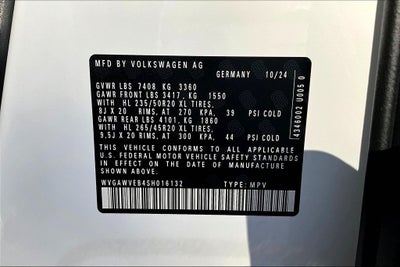 MFD BY VOLKSWAGEN AG
GERMANY 10/24
GVWR LBS 7408 KG 3360
GAWR FRONT LBS 3417, KG 1550
WITH HL 235/50R20 XL TIRES,
8J X 20 RIMS, AT 270 KPA, 39 PSI COLD
GAWR REAR LBS 4101, KG 1860
WITH HL 265/45R20 XL TIRES,
9.5J X 20 RIMS, AT 300 KPA, 44 PSI COLD
THIS VEHICLE CONFORMS TO ALL APPLICABLE
U.S. FEDERAL MOTOR VEHICLE SAFETY STANDARDS
IN EFFECT ON THE DATE OF MANUFACTURE
SHOWN ABOVE.
WVGAWVEB4SH016132 TYPE: MPV
4346002 U005 0